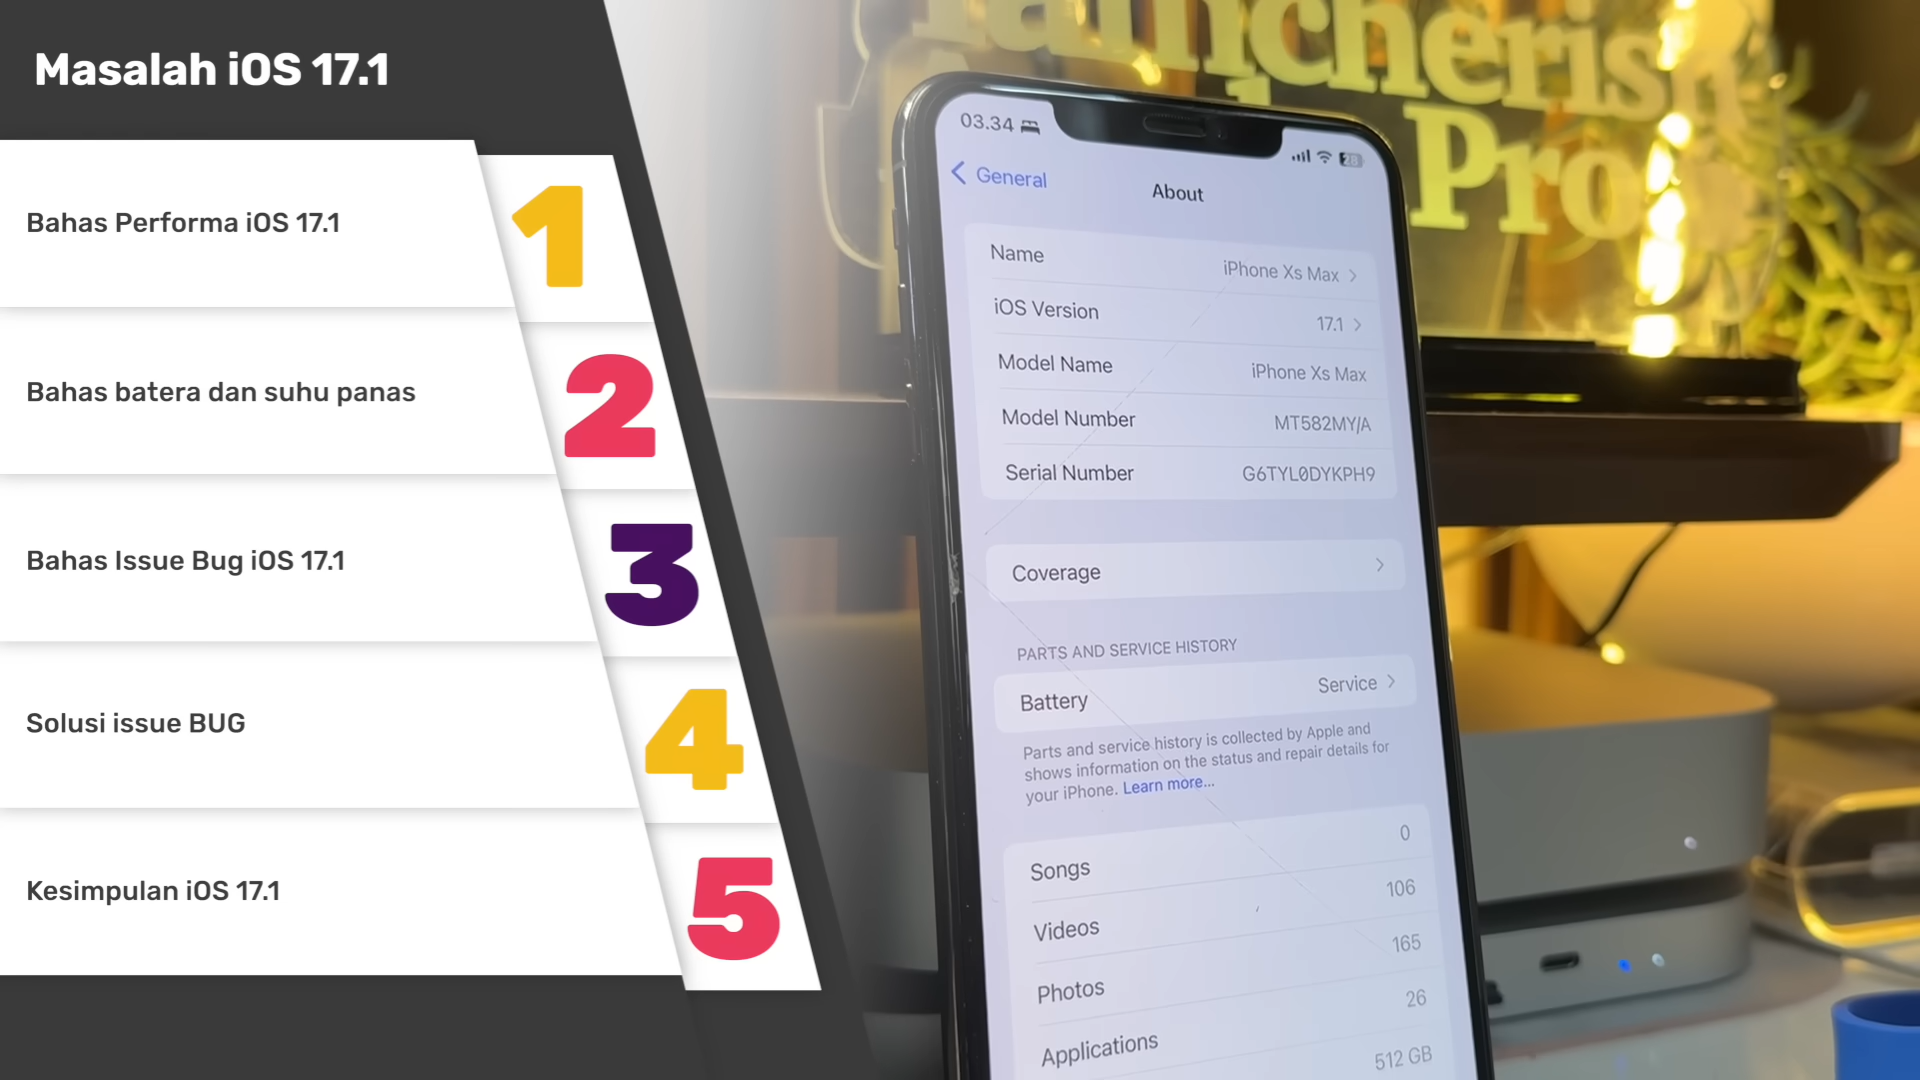 Masalah iOS 17.1
Bahas Performa iOS 17.1
1
Bahas batera dan suhu panas
2
Bahas Issue Bug iOS 17.1
3
Solusi issue BUG
4
Kesimpulan iOS 17.1
5
Iamcherish
Pro
03.34
28
General
About
Name
iPhone Xs Max
iOS Version
17.1
Model Name
iPhone Xs Max
Model Number
MT582MY/A
Serial Number
G6TYL0DYKPH9
Coverage
PARTS AND SERVICE HISTORY
Battery
Service
Parts and service history is collected by Apple and
shows information on the status and repair details for
your iPhone. Learn more...
Songs
0
Videos
106
Photos
165
Applications
26
512 GB